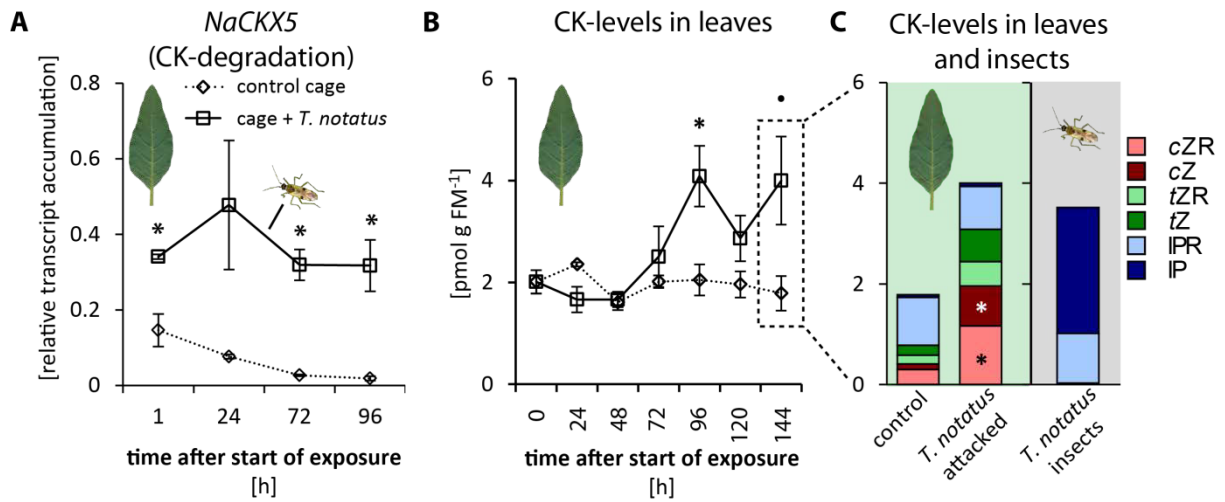 A
NaCKX5
(CK-degradation)
control cage
cage + T. notatus
[relative transcript accumulation]
0.8
0.6
0.4
0.2
0
*
*
*
1
24
72
96
time after start of exposure
[h]
B
CK-levels in leaves
[pmol g FM⁻¹]
6
4
2
0
*
•
0
24
48
72
96
120
144
time after start of exposure
[h]
C
CK-levels in leaves
and insects
6
4
2
0
*
*
control
T. notatus
attacked
T. notatus
insects
cZR
cZ
tZR
tZ
IPR
IP